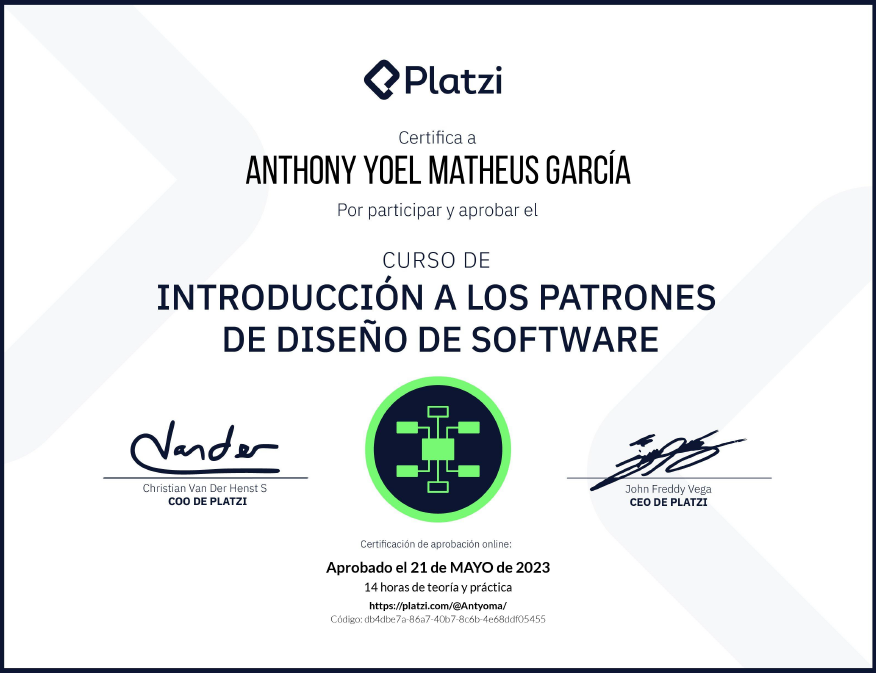 Platzi
Certifica a
ANTHONY YOEL MATHEUS GARCÍA
Por participar y aprobar el
CURSO DE
INTRODUCCIÓN A LOS PATRONES
DE DISEÑO DE SOFTWARE
Vander
Christian Van Der Henst S
COO DE PLATZI
John Freddy Vega
CEO DE PLATZI
Certificación de aprobación online:
Aprobado el 21 de MAYO de 2023
14 horas de teoría y práctica
https://platzi.com/@Antyoma/
Código: db4dbe7a-86a7-40b7-8c6b-4e68ddf05455